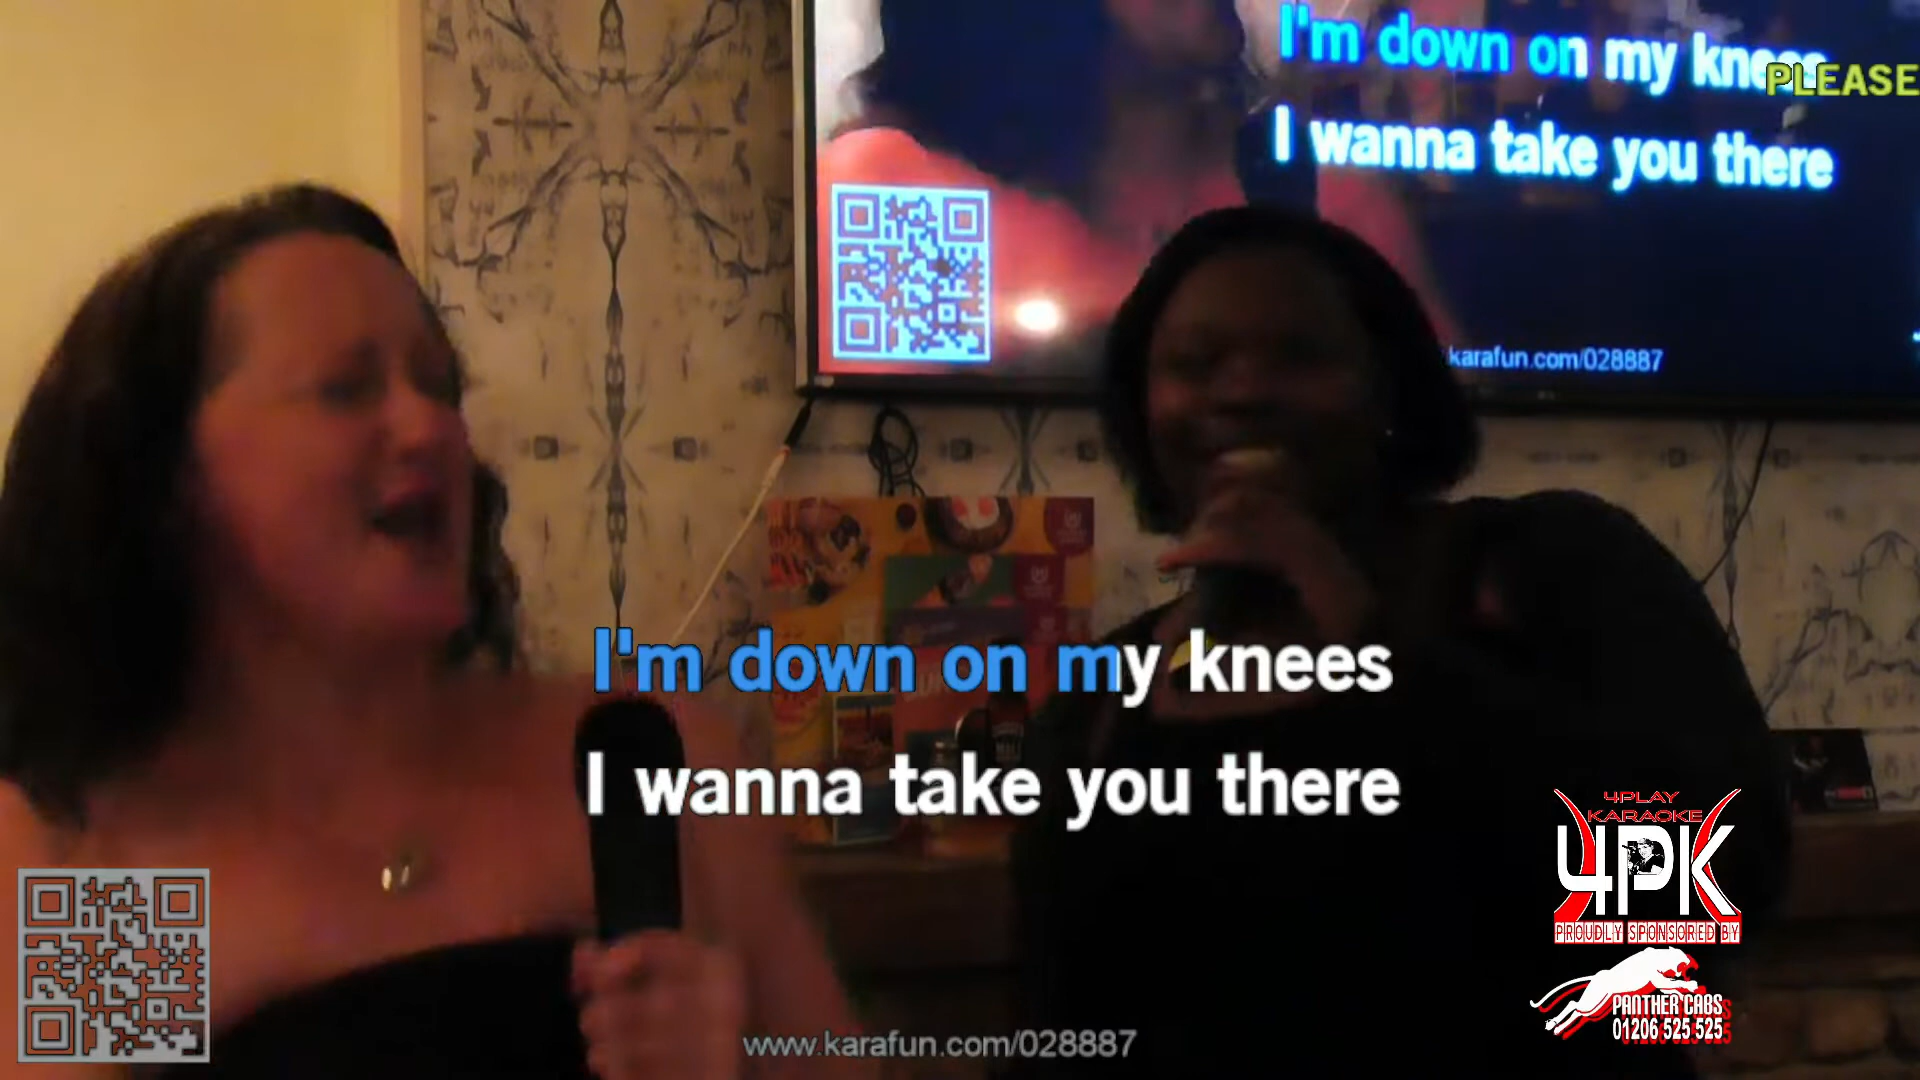 I'm down on my knees
PLEASE
I wanna take you there
karafun.com/028887
I'm down on my knees
I wanna take you there
4PLAY
KARAOKE
4PK
PROUDLY SPONSORED BY
PANTHER CABS
01206 525 525
www.karafun.com/028887